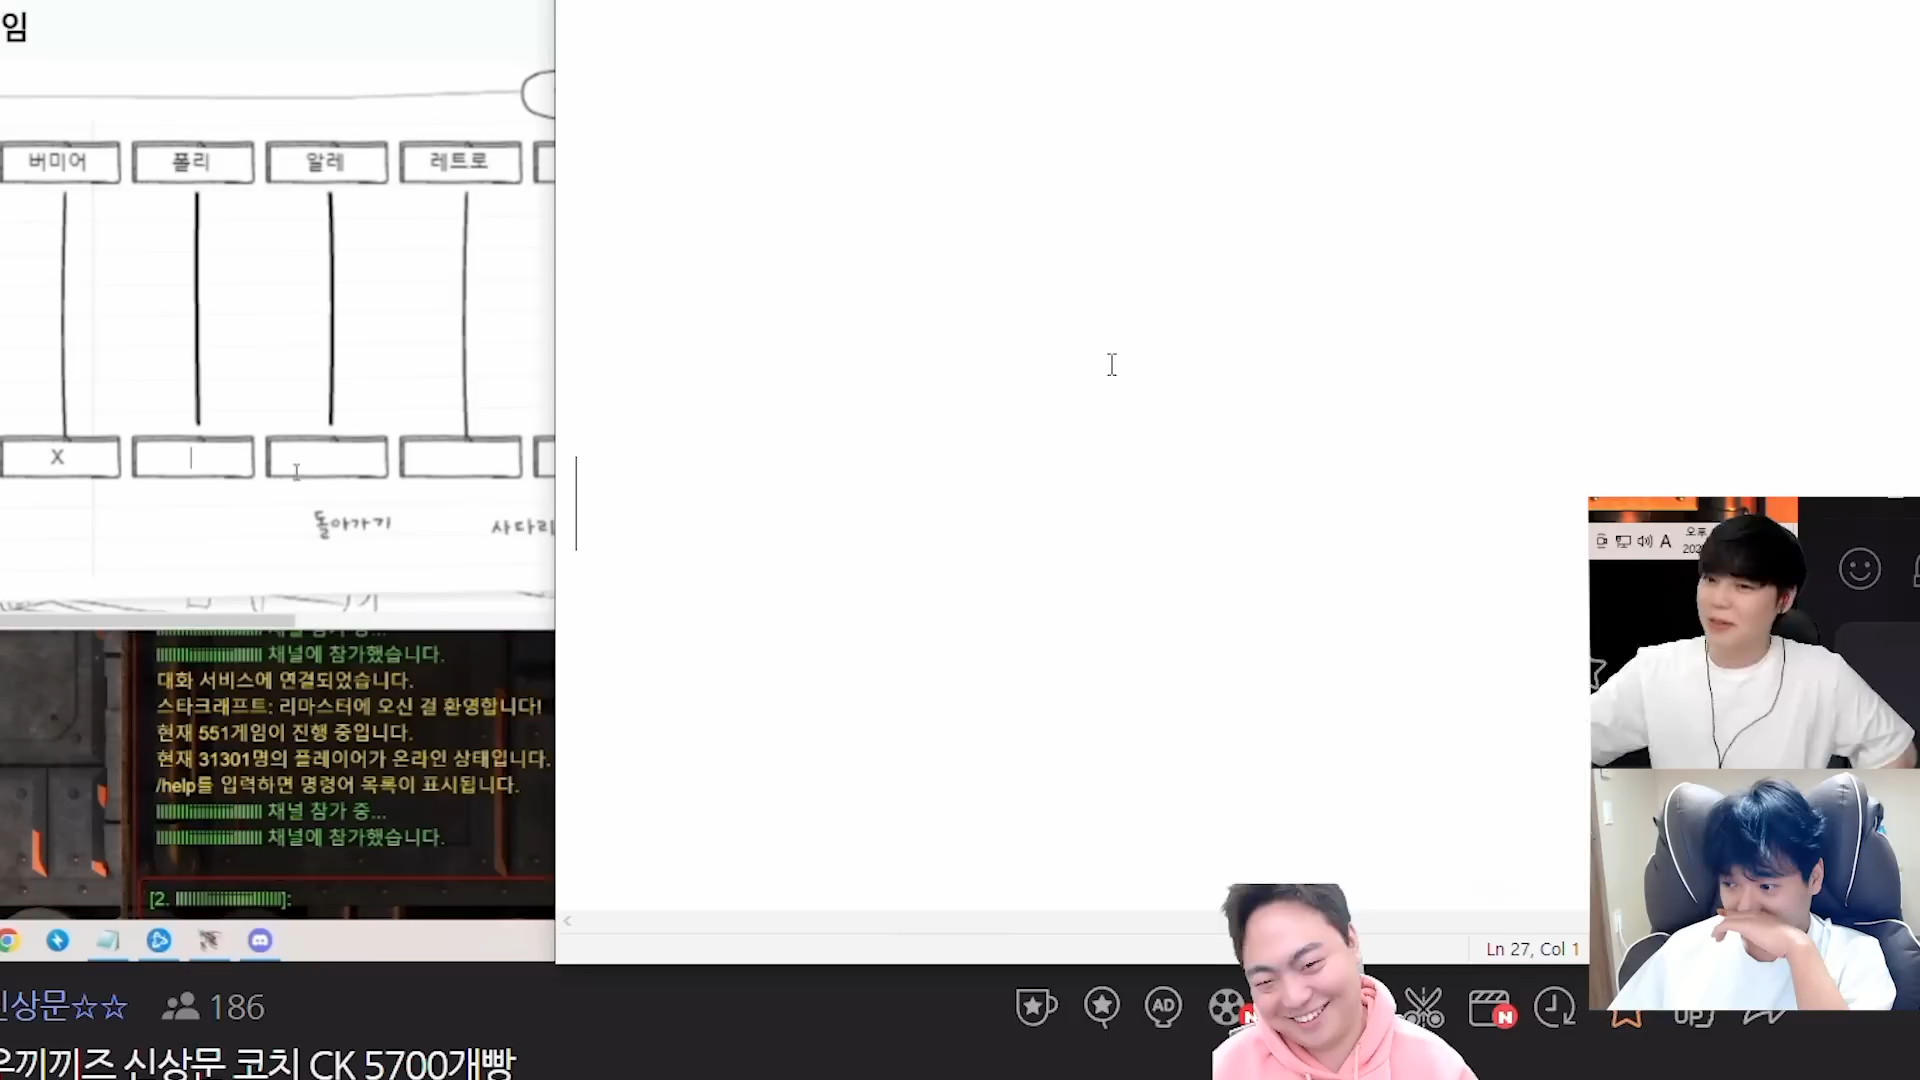 임
버미어 폴리 알레 레트로
X
돌아가기 사다리
채널에 참가했습니다.
대화 서비스에 연결되었습니다.
스타크래프트: 리마스터에 오신 걸 환영합니다!
현재 551게임이 진행 중입니다.
현재 31301명의 플레이어가 온라인 상태입니다.
/help를 입력하면 명령어 목록이 표시됩니다.
채널 참가 중...
채널에 참가했습니다.
[2. ]:
Ln 27, Col 1
A 오후
202
신상문☆☆ 186
AD N N UP
우끼끼즈 신상문 코치 CK 5700개빵